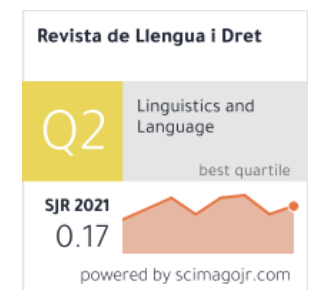 Revista de Llengua i Dret
Q2
Linguistics and
Language
best quartile
SJR 2021
0.17
powered by scimagojr.com